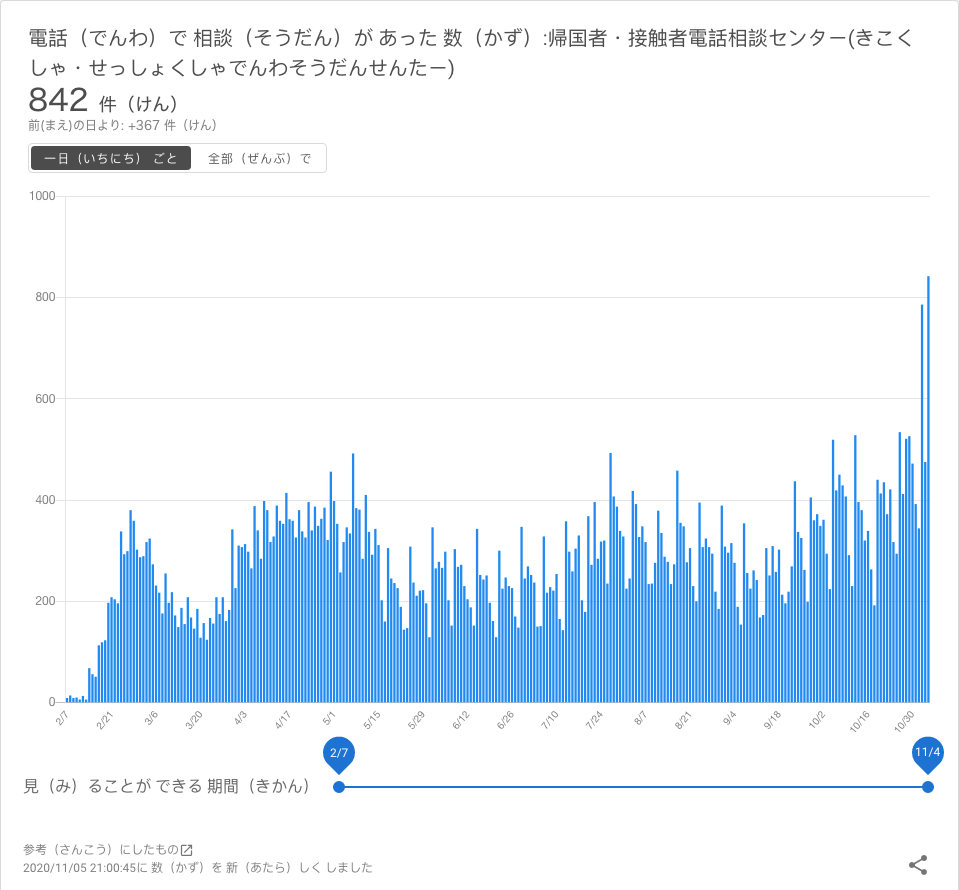 電話（でんわ）で 相談（そうだん）が あった 数（かず）:帰国者・接触者電話相談センター(きこく
しゃ・せっしょくしゃでんわそうだんせんたー)
842 件（けん）
前(まえ)の日より: +367 件（けん）
一日（いちにち） ごと 全部（ぜんぶ）で
1000
800
600
400
200
0
2/7 2/21 3/6 3/20 4/3 4/17 5/1 5/15 5/29 6/12 6/26 7/10 7/24 8/7 8/21 9/4 9/18 10/2 10/16 10/30
2/7 11/4
見（み）ることが できる 期間（きかん）
参考（さんこう）にしたもの
2020/11/05 21:00:45に 数（かず）を 新（あたら）しく しました